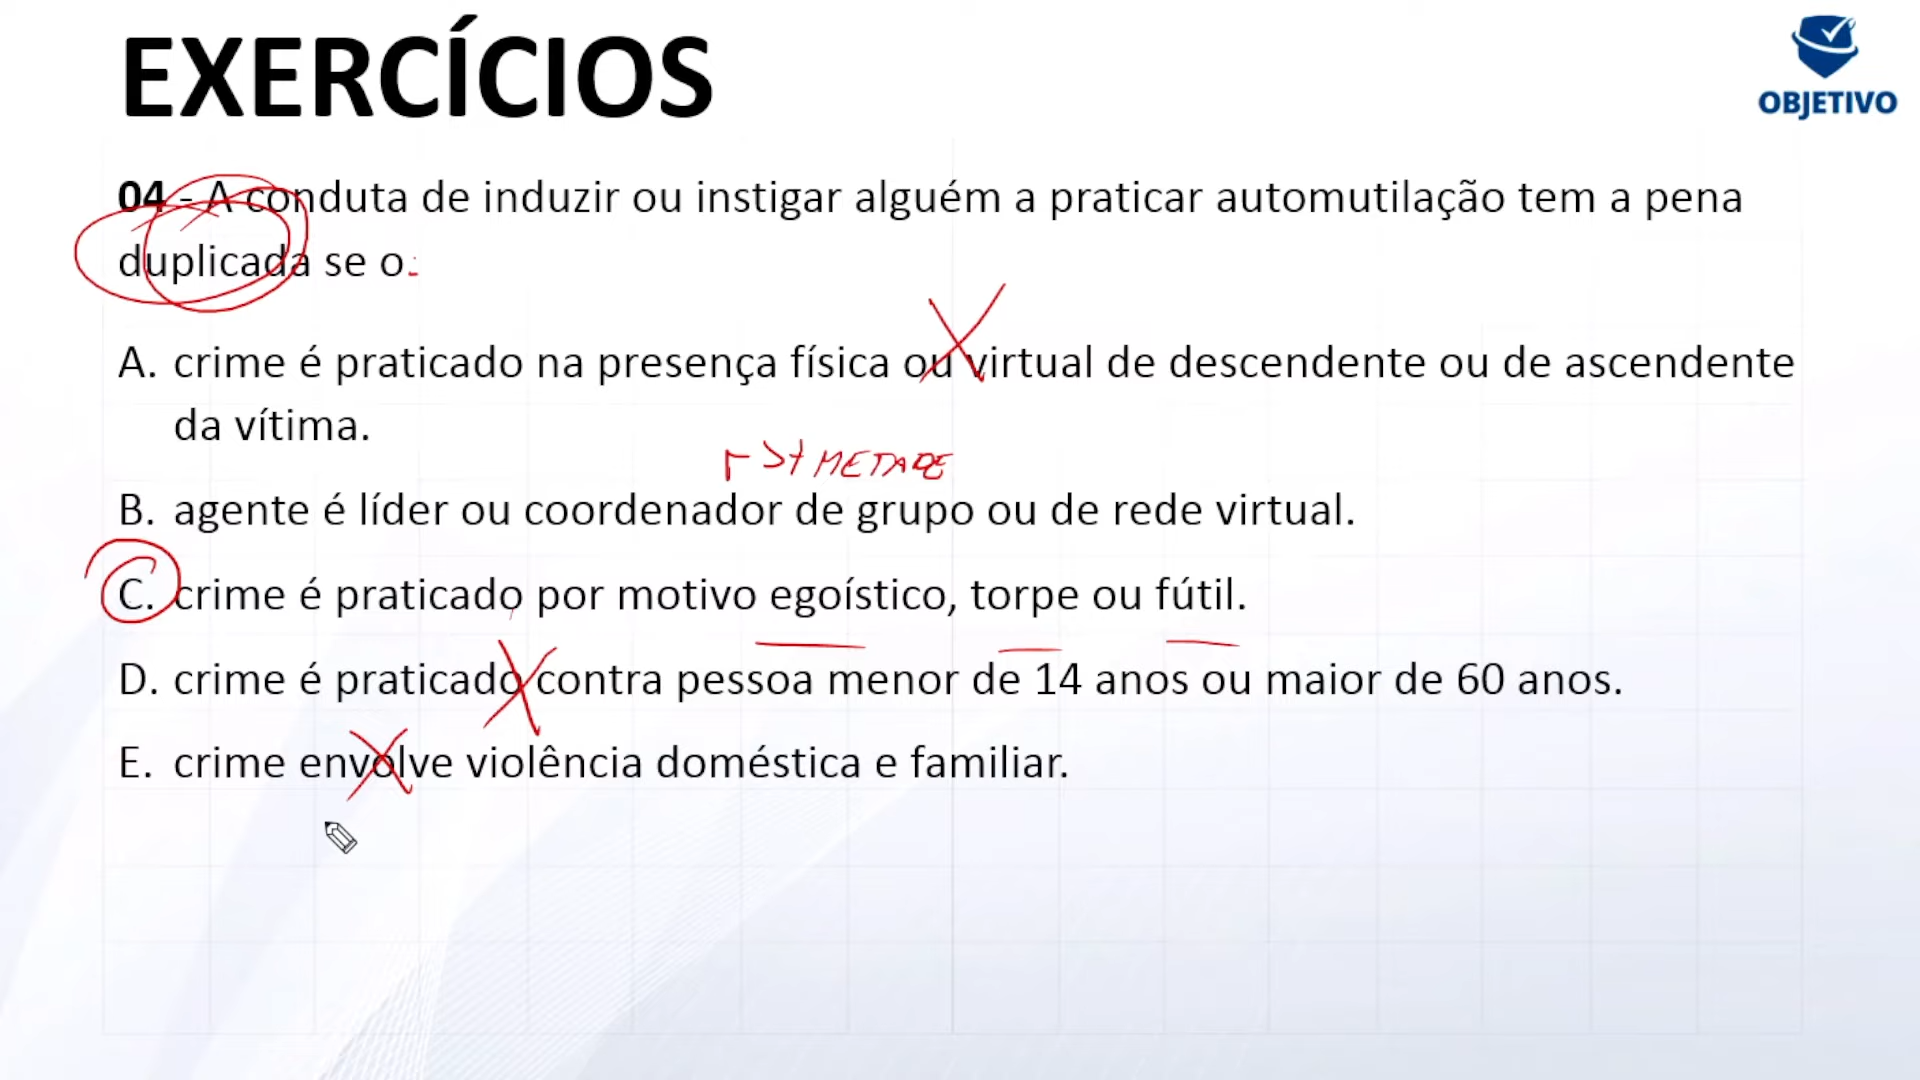 EXERCÍCIOS
OBJETIVO
04 - A conduta de induzir ou instigar alguém a praticar automutilação tem a pena
duplicada se o
A. crime é praticado na presença física ou virtual de descendente ou de ascendente
da vítima.
METADE
B. agente é líder ou coordenador de grupo ou de rede virtual.
C. crime é praticado por motivo egoístico, torpe ou fútil.
D. crime é praticado contra pessoa menor de 14 anos ou maior de 60 anos.
E. crime envolve violência doméstica e familiar.